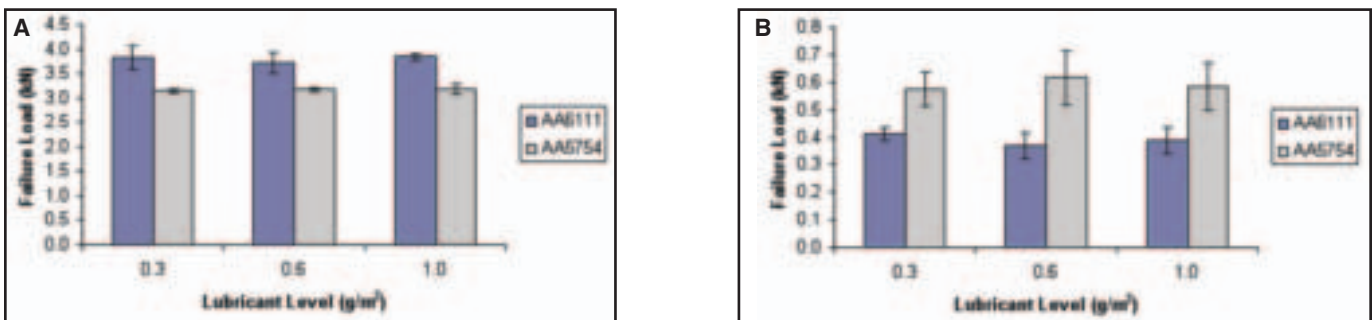 A
Failure Load (kN)
4.5
4.0
3.5
3.0
2.5
2.0
1.5
1.0
0.5
0.0
0.3
0.6
1.0
Lubricant Level (g/m²)
AA6111
AA5754
B
Failure Load (kN)
0.8
0.7
0.6
0.5
0.4
0.3
0.2
0.1
0.0
0.3
0.6
1.0
Lubricant Level (g/m²)
AA6111
AA5754